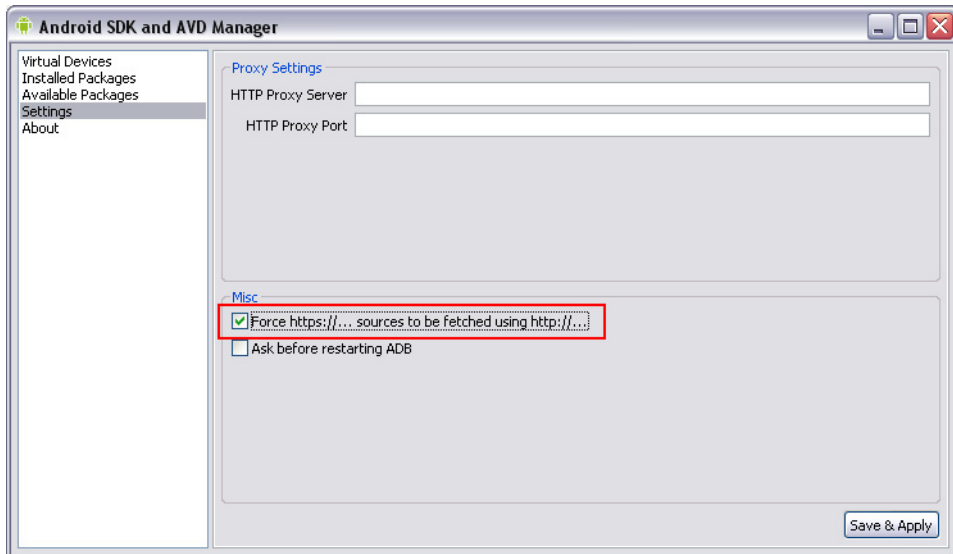 Android SDK and AVD Manager
Virtual Devices
Installed Packages
Available Packages
Settings
About
Proxy Settings
HTTP Proxy Server
HTTP Proxy Port
Misc
Force https://... sources to be fetched using http://...
Ask before restarting ADB
Save & Apply